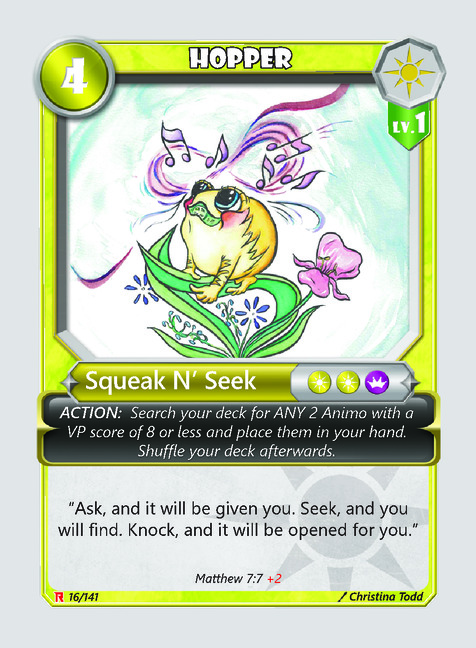 HOPPER
4
LV.1
Squeak N' Seek
ACTION: Search your deck for ANY 2 Animo with a
VP score of 8 or less and place them in your hand.
Shuffle your deck afterwards.
“Ask, and it will be given you. Seek, and you
will find. Knock, and it will be opened for you.”
Matthew 7:7 +2
R 16/141
Christina Todd